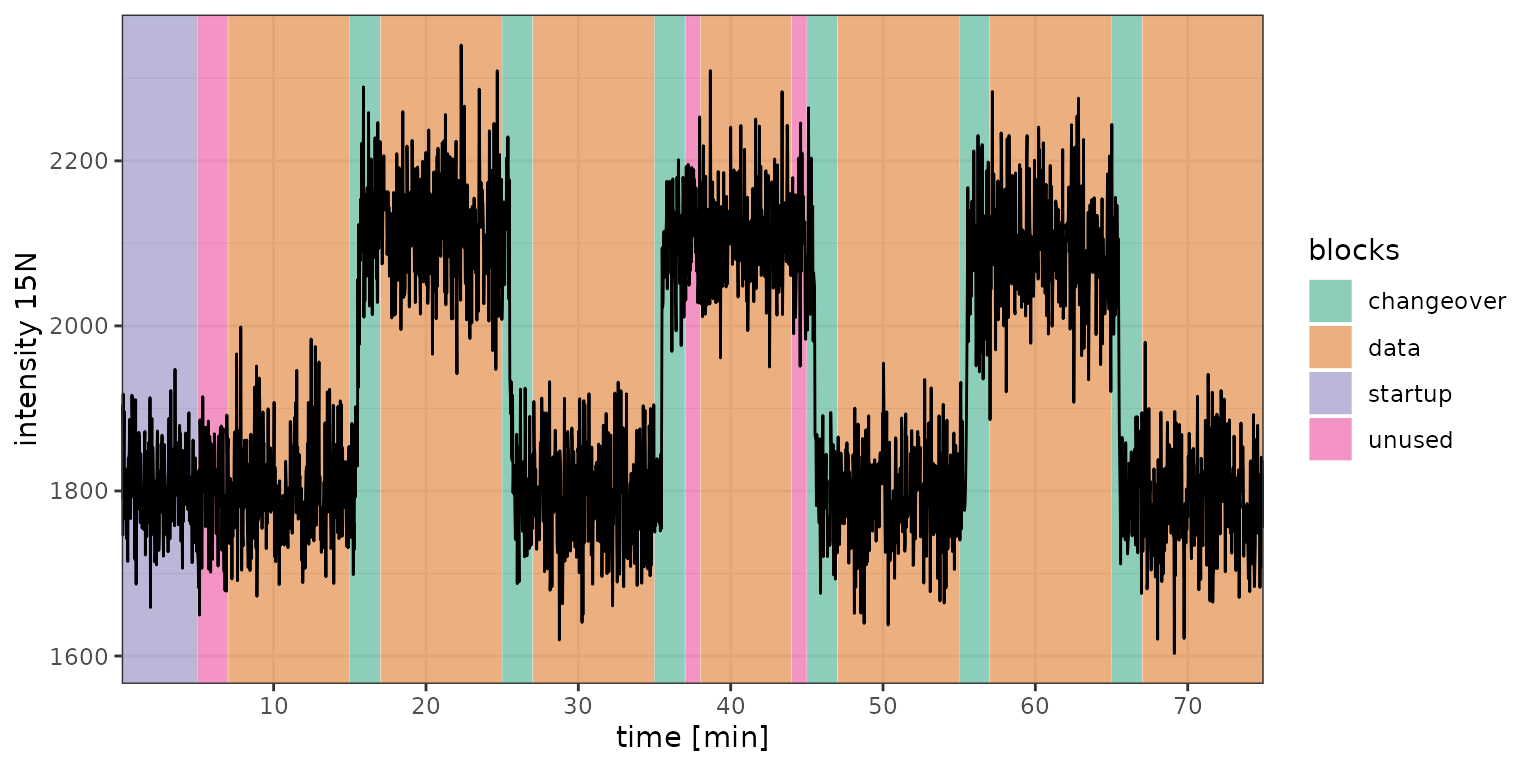 intensity 15N
2200
2000
1800
1600
10 20 30 40 50 60 70
time [min]
blocks
changeover
data
startup
unused